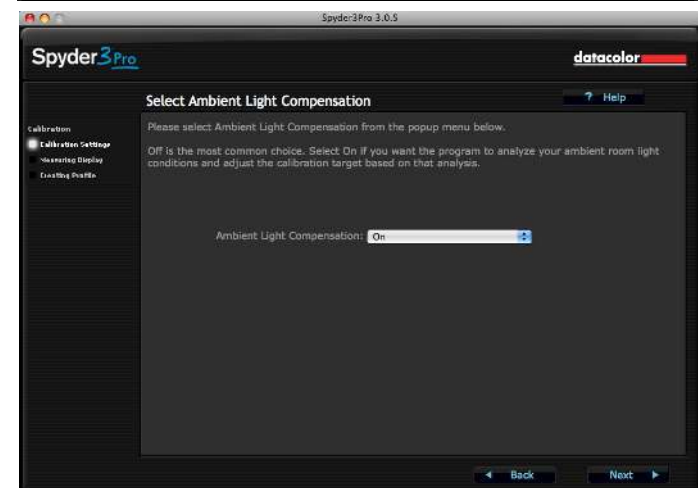 Spyder3Pro 3.0.5
Spyder3Pro
datacolor
Select Ambient Light Compensation
? Help
Calibration
Calibration Settings
Measuring Display
Creating Profile
Please select Ambient Light Compensation from the popup menu below.
Off is the most common choice. Select On if you want the program to analyze your ambient room light
conditions and adjust the calibration target based on that analysis.
Ambient Light Compensation: On
Back
Next